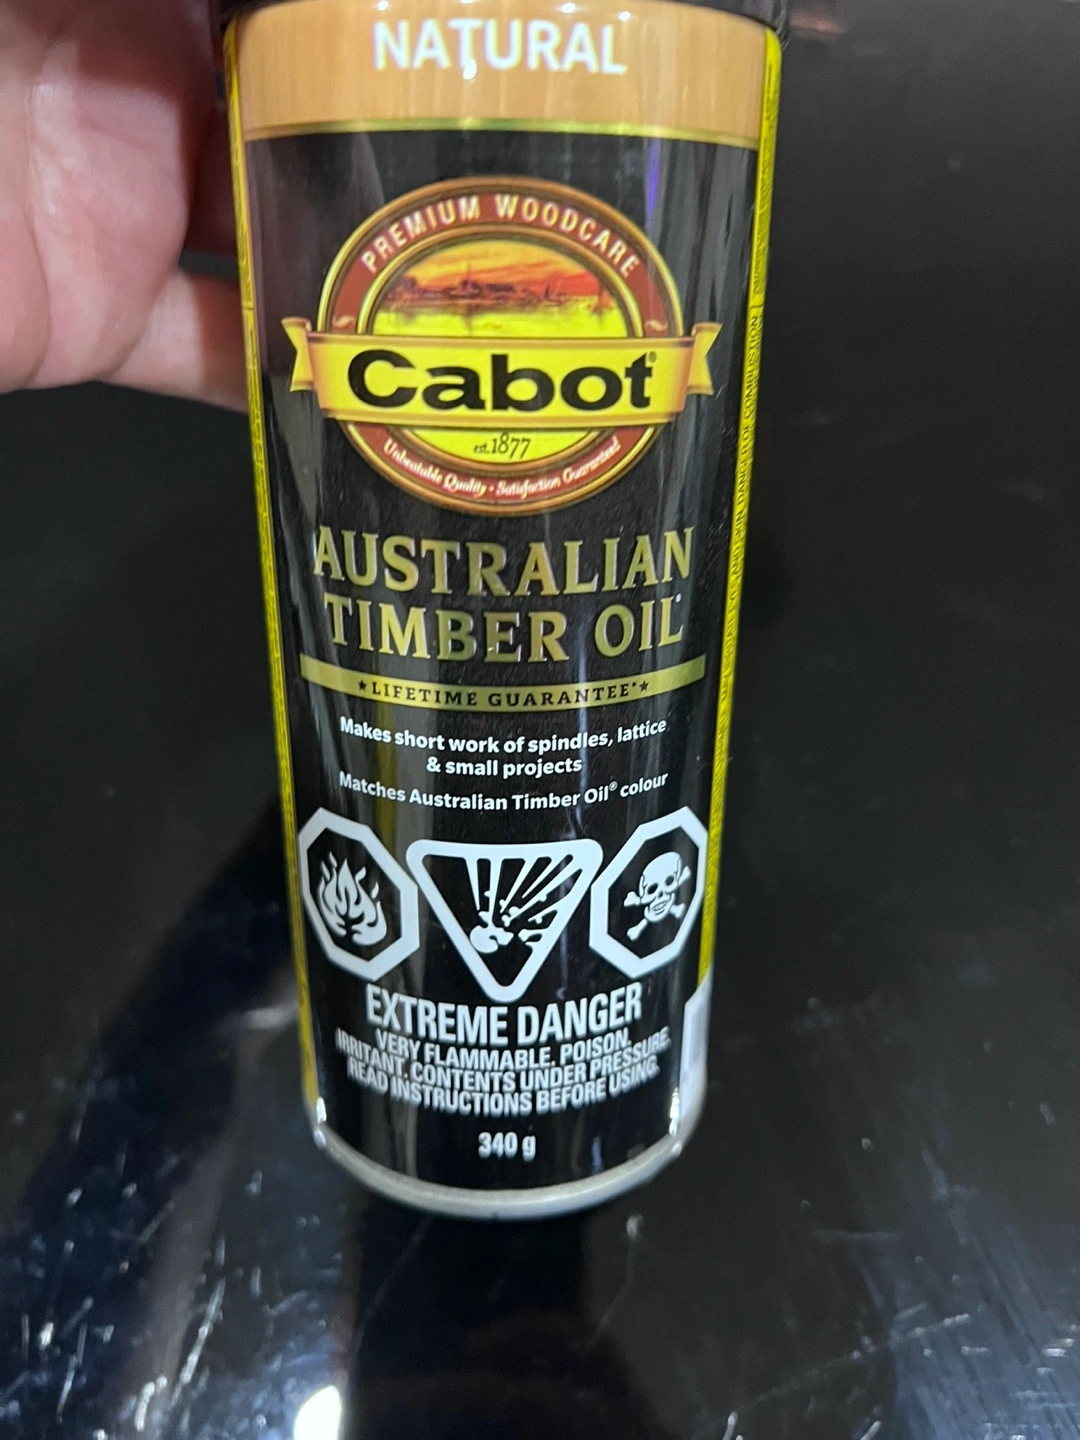 NATURAL
PREMIUM WOODCARE
Cabot®
est.1877
Unbeatable Quality • Satisfaction Guaranteed
AUSTRALIAN
TIMBER OIL®
★LIFETIME GUARANTEE*★
Makes short work of spindles, lattice
& small projects
Matches Australian Timber Oil® colour
EXTREME DANGER
VERY FLAMMABLE. POISON.
IRRITANT. CONTENTS UNDER PRESSURE.
READ INSTRUCTIONS BEFORE USING.
340 g